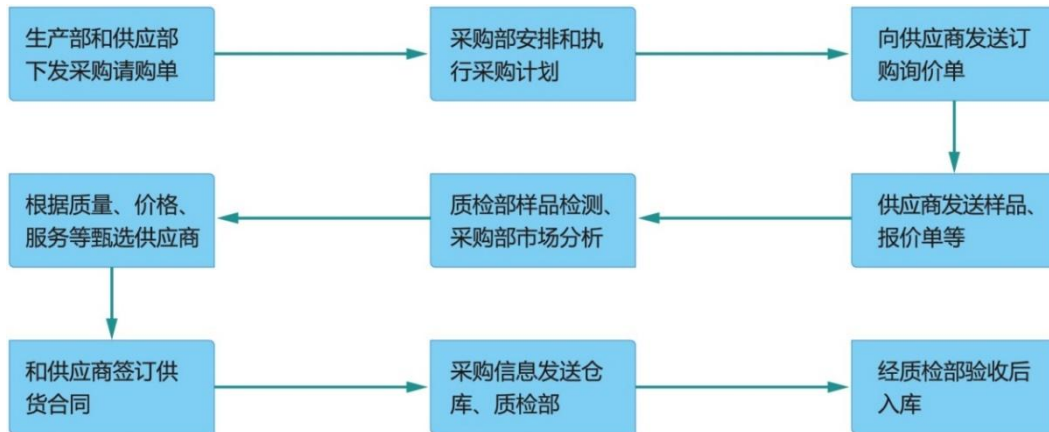 生产部和供应部
下发采购请购单
采购部安排和执
行采购计划
向供应商发送订
购询价单
供应商发送样品、
报价单等
质检部样品检测、
采购部市场分析
根据质量、价格、
服务等甄选供应商
和供应商签订供
货合同
采购信息发送仓
库、质检部
经质检部验收后
入库